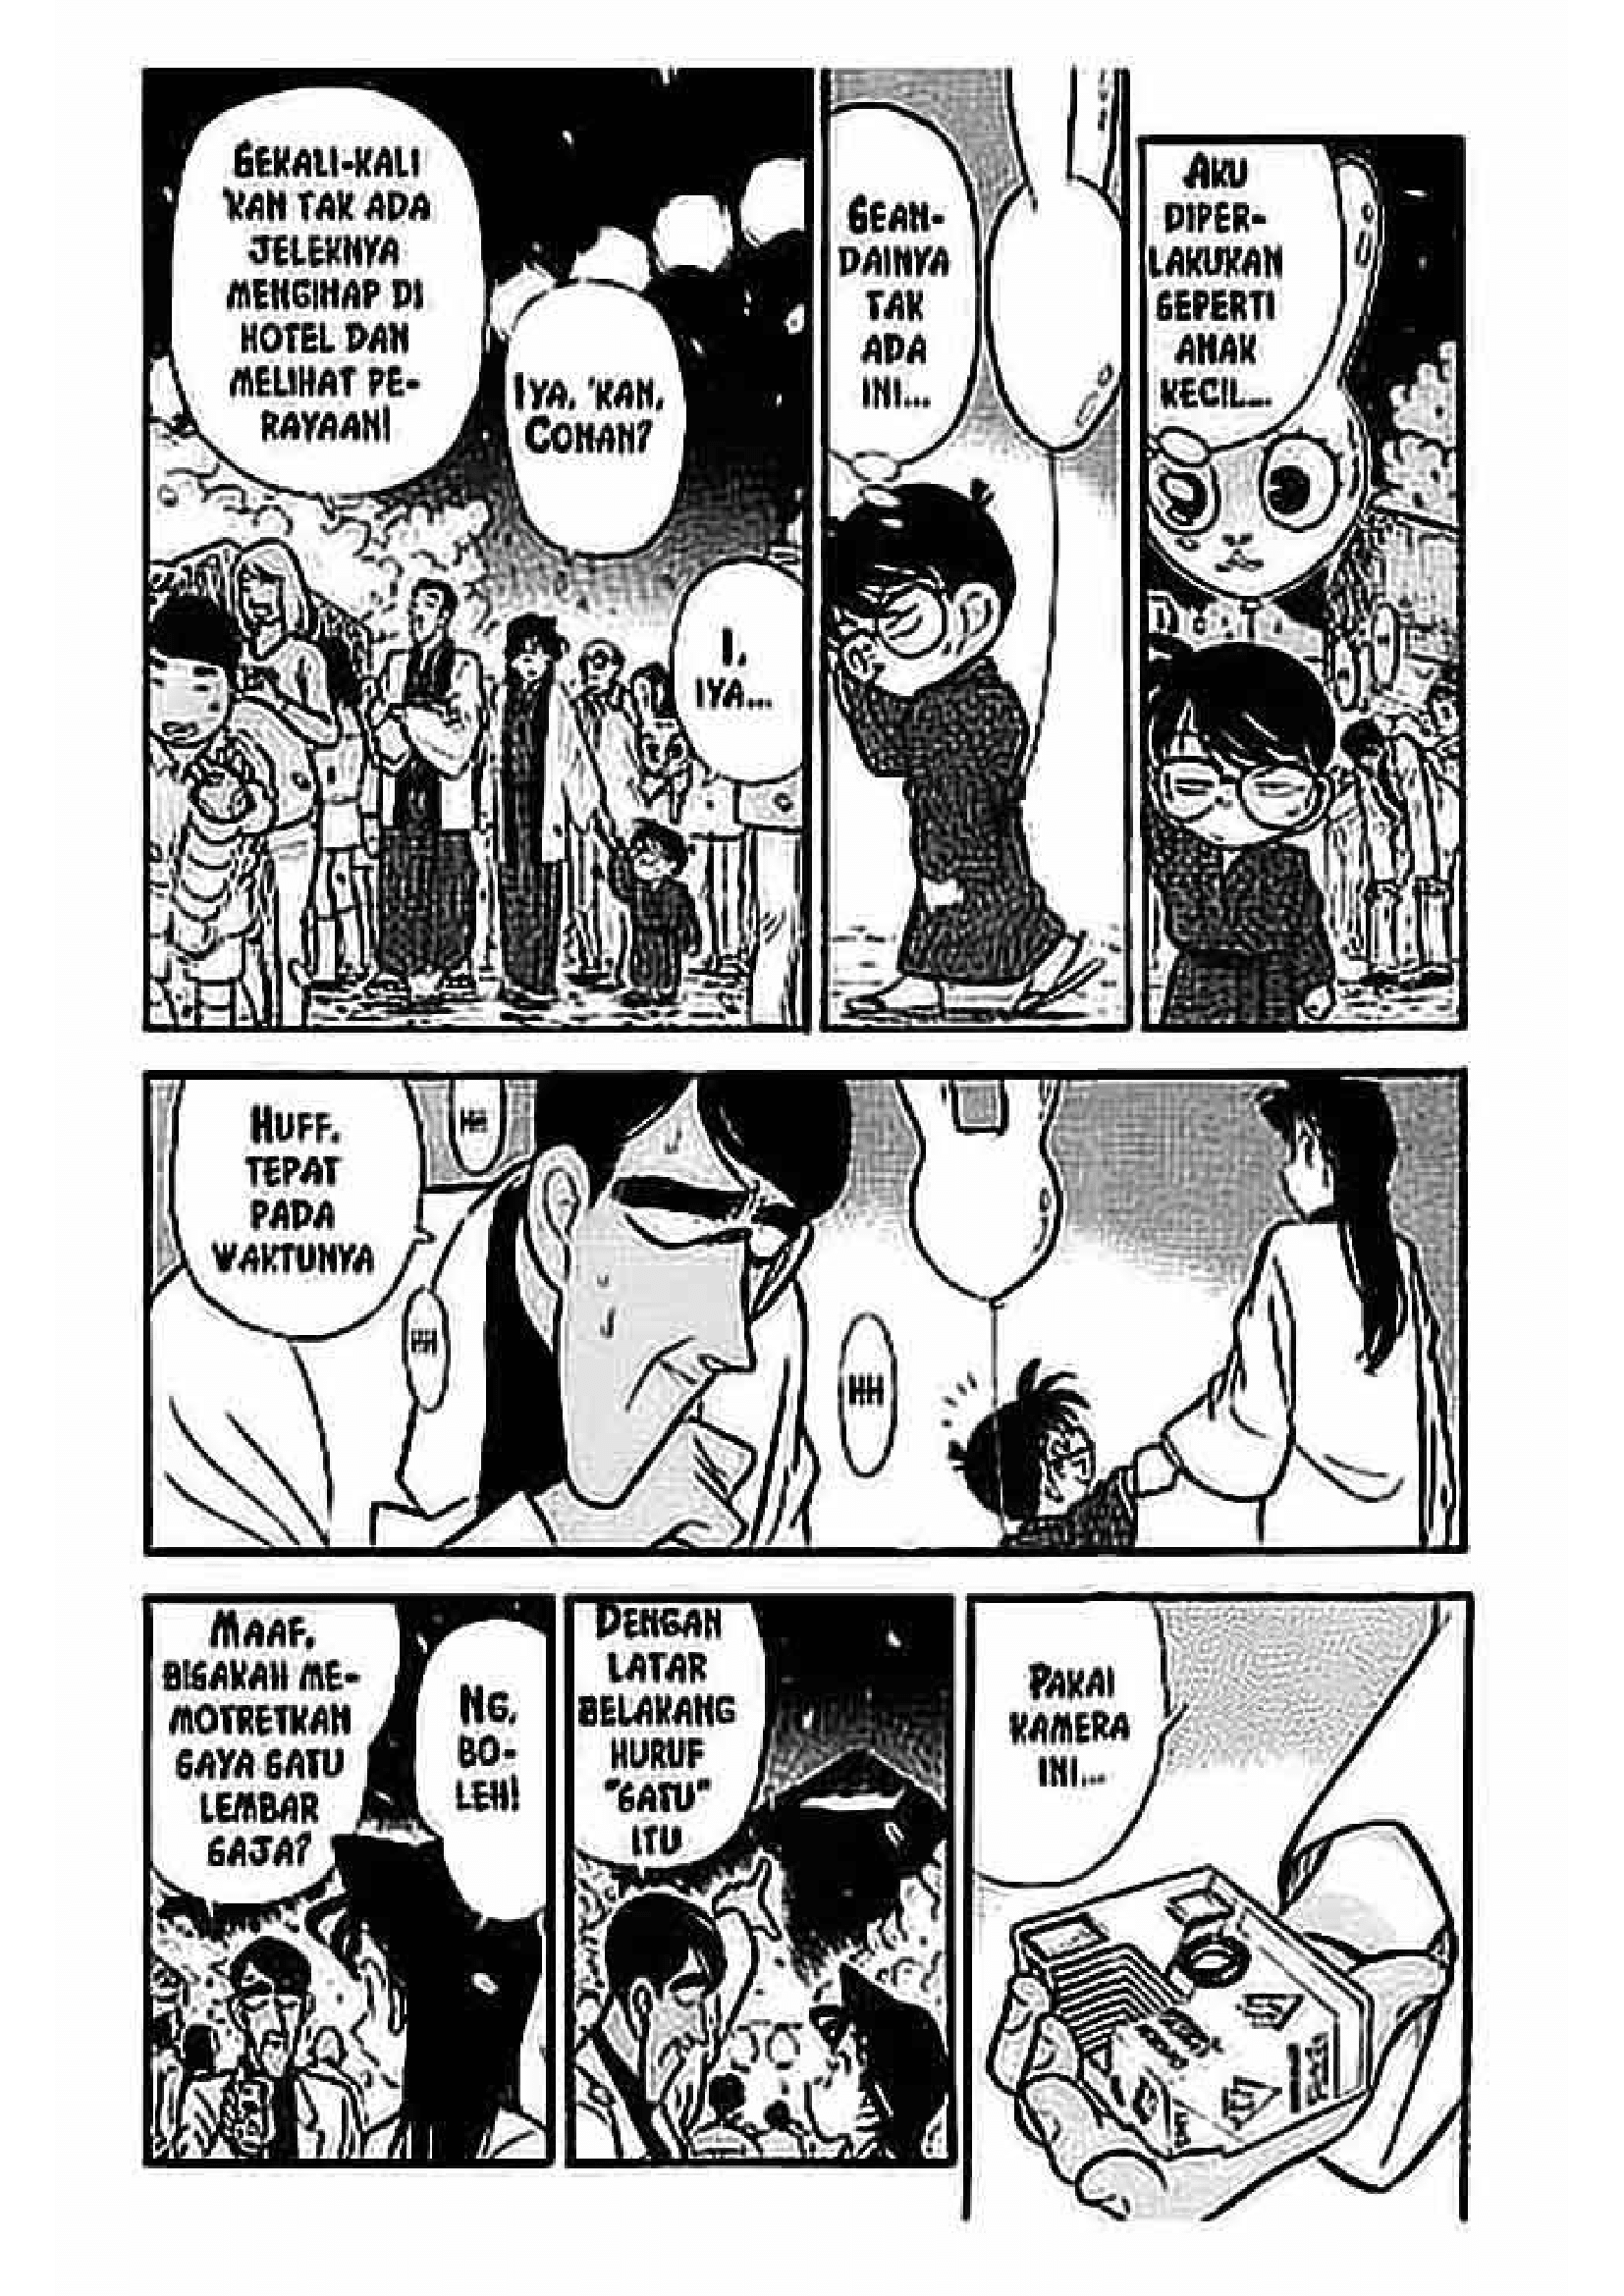 SEKALI-KALI
'KAN TAK ADA
JELEKNYA
MENGINAP DI
HOTEL DAN
MELIHAT PE-
RAYAAN!
IYA, 'KAN,
CONAN?
I,
IYA...
SEAN-
DAINYA
TAK
ADA
INI...
AKU
DIPER-
LAKUKAN
SEPERTI
ANAK
KECIL....
HUFF,
TEPAT
PADA
WAKTUNYA
HH
HH
HH
MAAF,
BISAKAH ME-
MOTRETKAN
SAYA SATU
LEMBAR
SAJA?
NG,
BO-
LEH!
DENGAN
LATAR
BELAKANG
HURUF
"SATU"
ITU
PAKAI
KAMERA
INI...